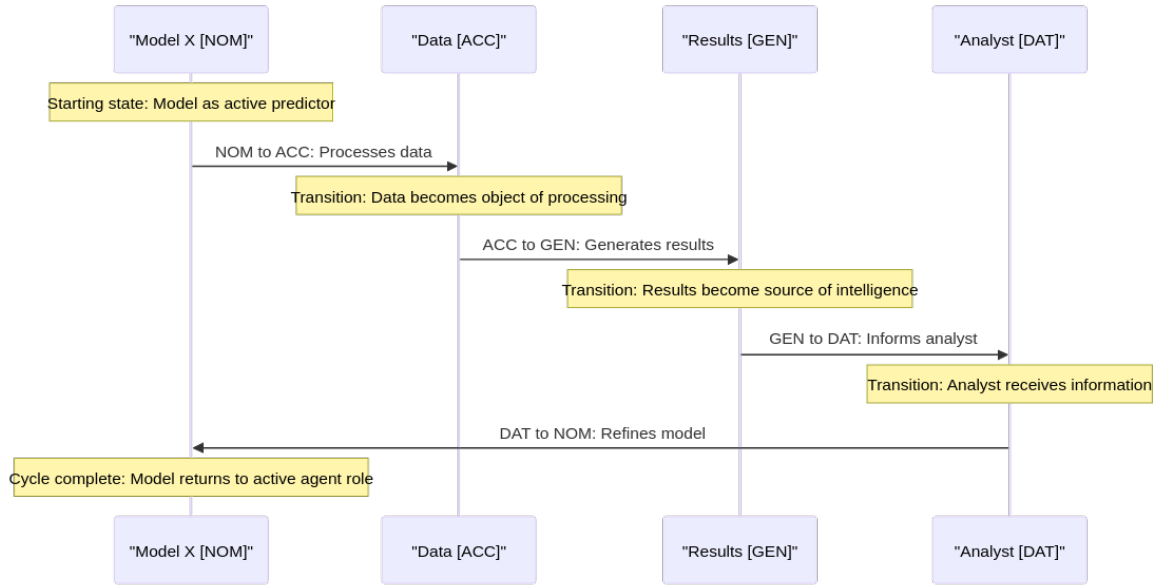 "Model X [NOM]"
"Data [ACC]"
"Results [GEN]"
"Analyst [DAT]"
Starting state: Model as active predictor
NOM to ACC: Processes data
Transition: Data becomes object of processing
ACC to GEN: Generates results
Transition: Results become source of intelligence
GEN to DAT: Informs analyst
Transition: Analyst receives information
DAT to NOM: Refines model
Cycle complete: Model returns to active agent role
"Model X [NOM]"
"Data [ACC]"
"Results [GEN]"
"Analyst [DAT]"